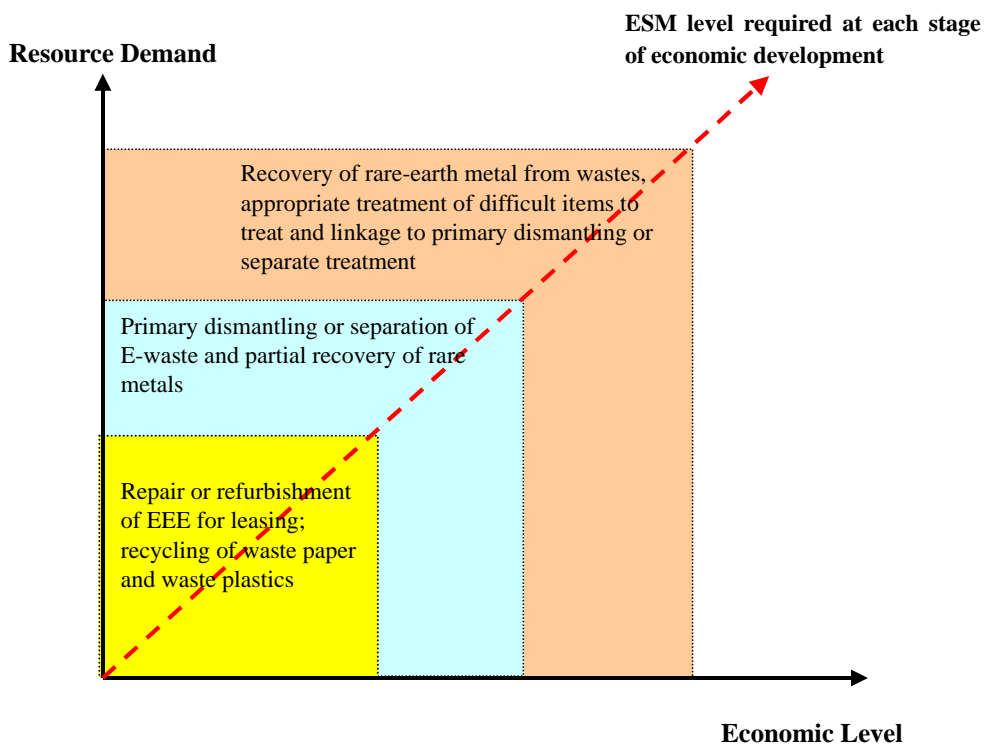 ESM level required at each stage
of economic development
Resource Demand
Recovery of rare-earth metal from wastes,
appropriate treatment of difficult items to
treat and linkage to primary dismantling or
separate treatment
Primary dismantling or separation of
E-waste and partial recovery of rare
metals
Repair or refurbishment
of EEE for leasing;
recycling of waste paper
and waste plastics
Economic Level